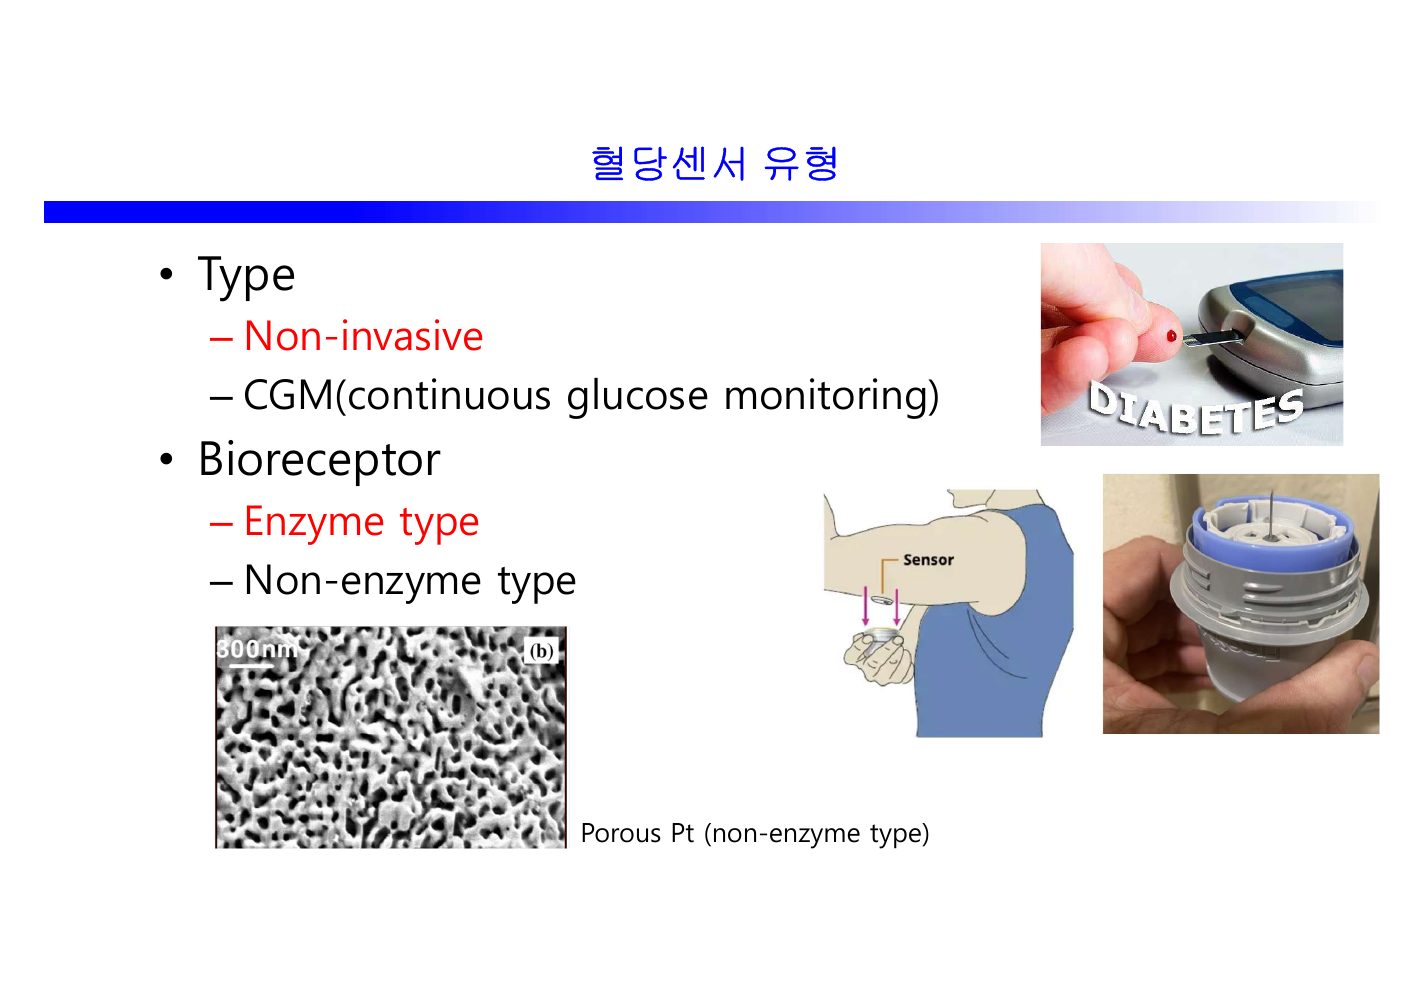 혈당센서 유형
• Type
– Non-invasive
– CGM(continuous glucose monitoring)
• Bioreceptor
– Enzyme type
– Non-enzyme type
DIABETES
Sensor
300nm
(b)
Porous Pt (non-enzyme type)